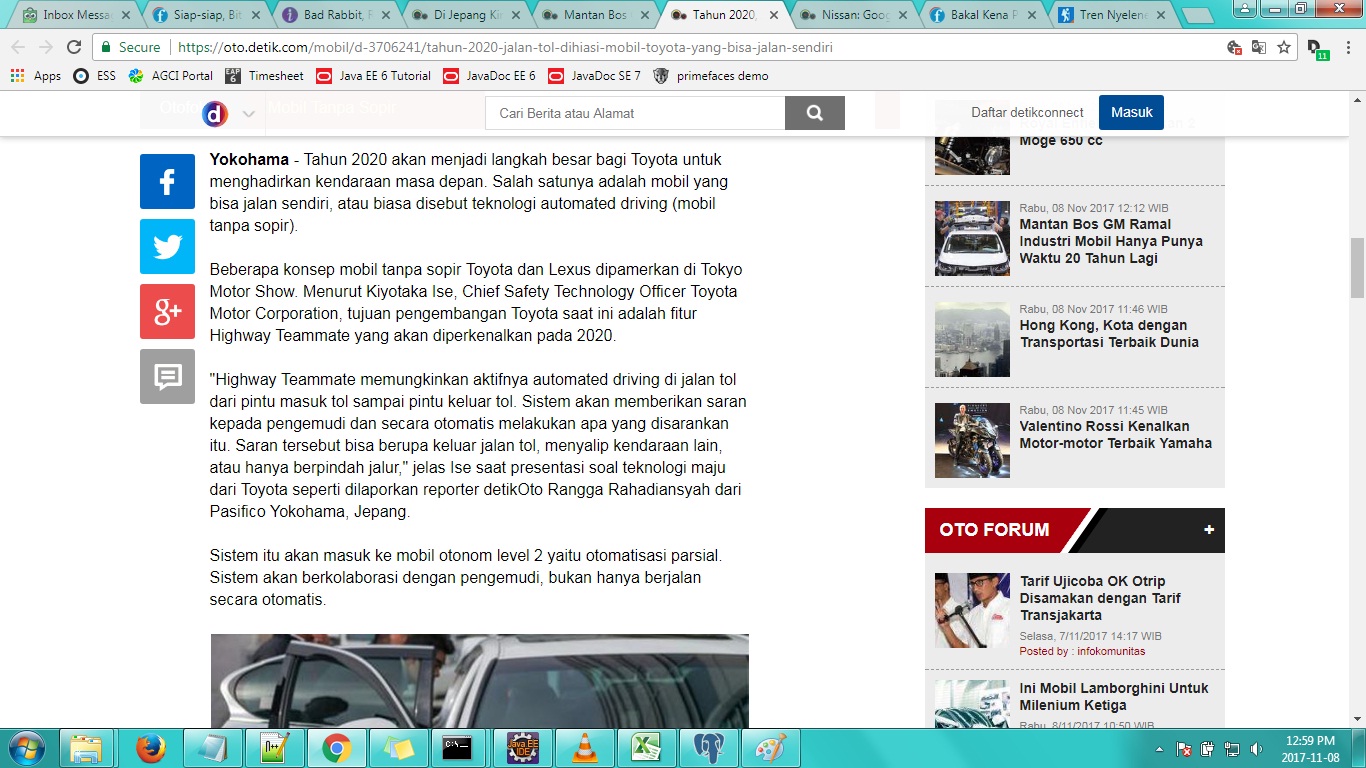 Inbox Messa
Siap-siap, Bit
Bad Rabbit, R
Di Jepang Kin
Mantan Bos
Tahun 2020,
Nissan: Goog
Bakal Kena P
Tren Nyelene
Secure
https://oto.detik.com/mobil/d-3706241/tahun-2020-jalan-tol-dihiasi-mobil-toyota-yang-bisa-jalan-sendiri
11
Apps
ESS
AGCI Portal
EAP 6
Timesheet
Java EE 6 Tutorial
JavaDoc EE 6
JavaDoc SE 7
primefaces demo
d
Mobil Tanpa Sopir
Cari Berita atau Alamat
Daftar detikconnect
Masuk
Yokohama - Tahun 2020 akan menjadi langkah besar bagi Toyota untuk
menghadirkan kendaraan masa depan. Salah satunya adalah mobil yang
bisa jalan sendiri, atau biasa disebut teknologi automated driving (mobil
tanpa sopir).
Beberapa konsep mobil tanpa sopir Toyota dan Lexus dipamerkan di Tokyo
Motor Show. Menurut Kiyotaka Ise, Chief Safety Technology Officer Toyota
Motor Corporation, tujuan pengembangan Toyota saat ini adalah fitur
Highway Teammate yang akan diperkenalkan pada 2020.
"Highway Teammate memungkinkan aktifnya automated driving di jalan tol
dari pintu masuk tol sampai pintu keluar tol. Sistem akan memberikan saran
kepada pengemudi dan secara otomatis melakukan apa yang disarankan
itu. Saran tersebut bisa berupa keluar jalan tol, menyalip kendaraan lain,
atau hanya berpindah jalur," jelas Ise saat presentasi soal teknologi maju
dari Toyota seperti dilaporkan reporter detikOto Rangga Rahadiansyah dari
Pasifico Yokohama, Jepang.
Sistem itu akan masuk ke mobil otonom level 2 yaitu otomatisasi parsial.
Sistem akan berkolaborasi dengan pengemudi, bukan hanya berjalan
secara otomatis.
f
g+
Moge 650 cc
Rabu, 08 Nov 2017 12:12 WIB
Mantan Bos GM Ramal
Industri Mobil Hanya Punya
Waktu 20 Tahun Lagi
Rabu, 08 Nov 2017 11:46 WIB
Hong Kong, Kota dengan
Transportasi Terbaik Dunia
Rabu, 08 Nov 2017 11:45 WIB
Valentino Rossi Kenalkan
Motor-motor Terbaik Yamaha
OTO FORUM
+
Tarif Ujicoba OK Otrip
Disamakan dengan Tarif
Transjakarta
Selasa, 7/11/2017 14:17 WIB
Posted by : infokomunitas
Ini Mobil Lamborghini Untuk
Milenium Ketiga
Rabu, 8/11/2017 10:50 WIB
Java EE
IDE
12:59 PM
2017-11-08